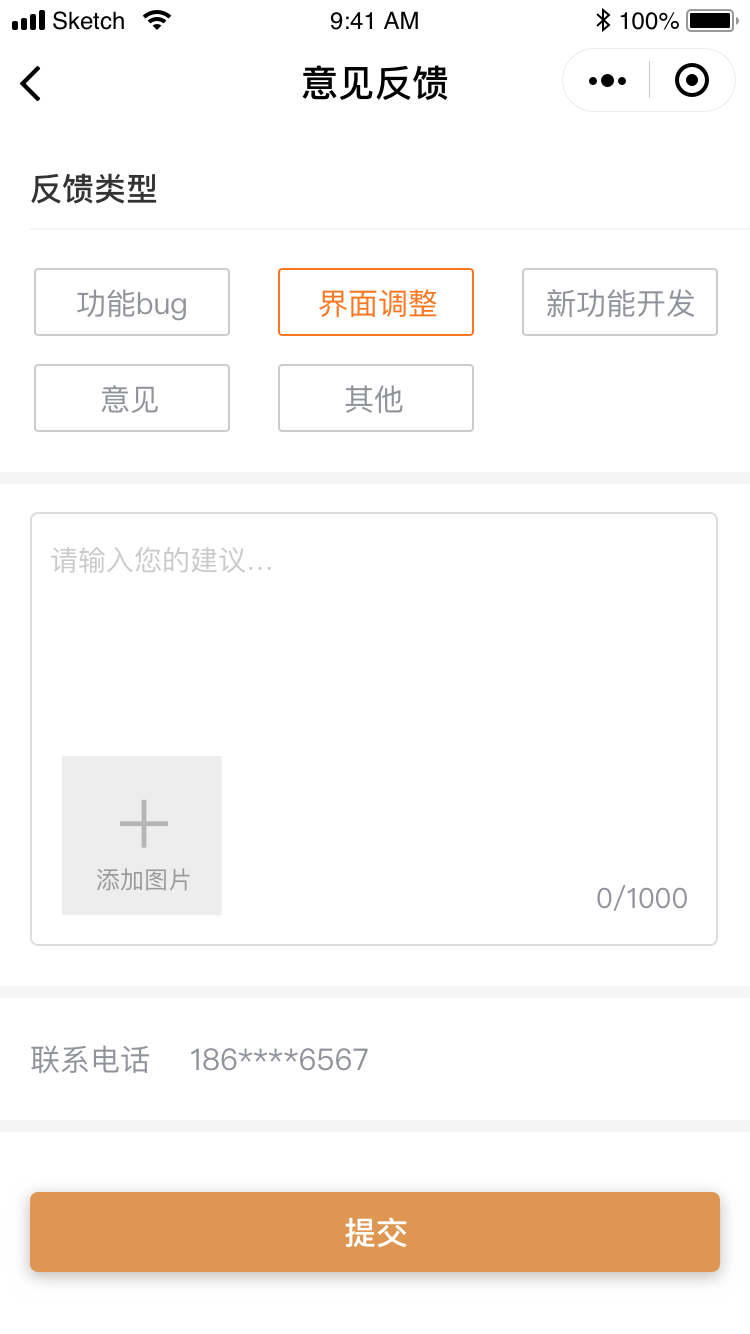 Sketch 9:41 AM 100%
意见反馈
反馈类型
功能bug 界面调整 新功能开发
意见 其他
请输入您的建议...
添加图片
0/1000
联系电话 186****6567
提交